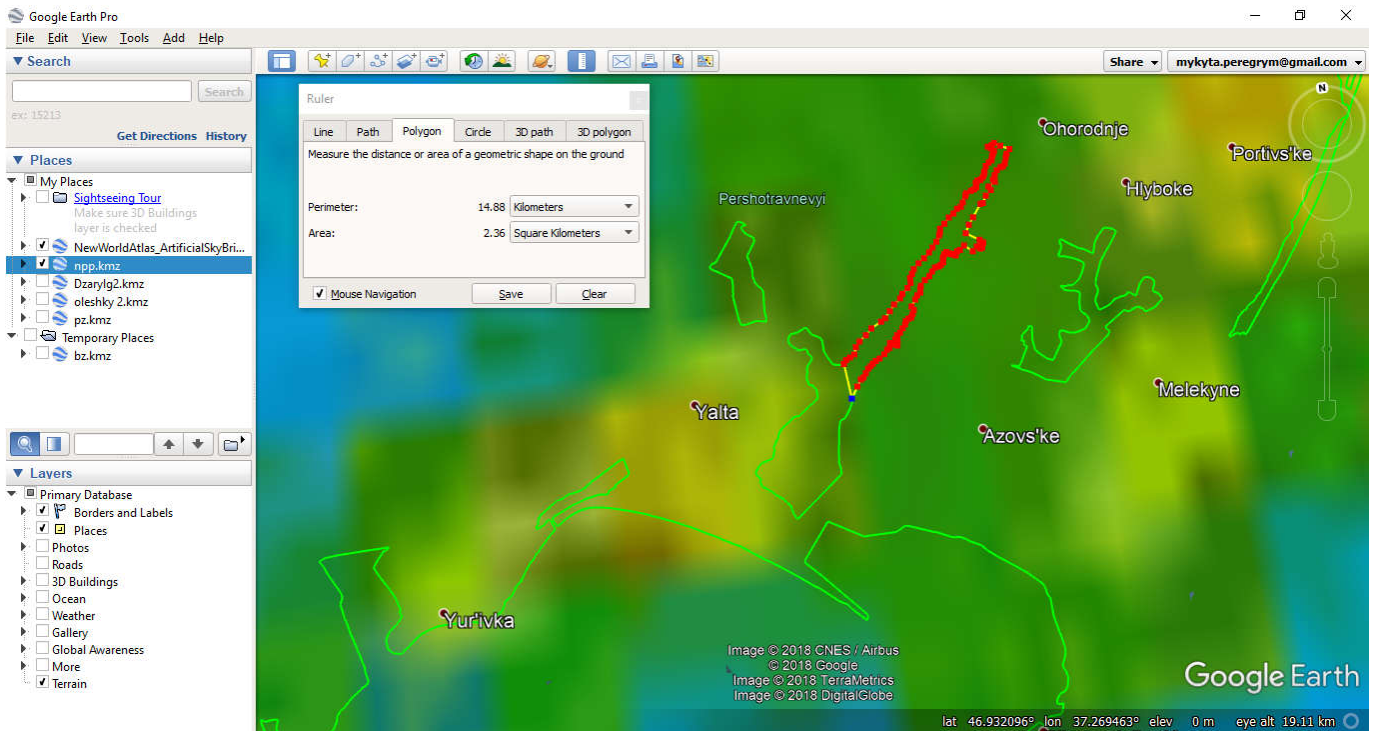 Google Earth Pro
File Edit View Tools Add Help
Search
Search
ex: 15213
Get Directions History
Places
My Places
Sightseeing Tour
Make sure 3D Buildings
layer is checked
NewWorldAtlas_ArtificialSkyBri...
npp.kmz
Dzarylg2.kmz
oleshky 2.kmz
pz.kmz
Temporary Places
bz.kmz
Layers
Primary Database
Borders and Labels
Places
Photos
Roads
3D Buildings
Ocean
Weather
Gallery
Global Awareness
More
Terrain
Share
mykyta.peregrym@gmail.com
Ruler
Line Path Polygon Circle 3D path 3D polygon
Measure the distance or area of a geometric shape on the ground
Perimeter: 14.88 Kilometers
Area: 2.36 Square Kilometers
Mouse Navigation Save Clear
N
Ohorodnje
Portivs'ke
Hlyboke
Pershotravnevyi
Melekyne
Yalta
Azovs'ke
Yur'ivka
Image © 2018 CNES / Airbus
© 2018 Google
Image © 2018 TerraMetrics
Image © 2018 DigitalGlobe
Google Earth
lat 46.932096° lon 37.269463° elev 0 m eye alt 19.11 km